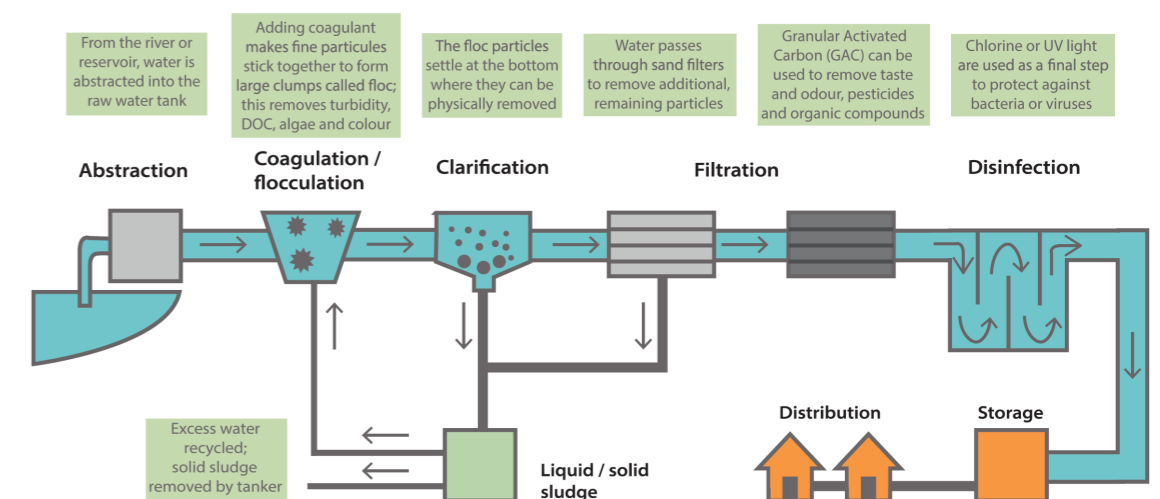 From the river or
reservoir, water is
abstracted into the
raw water tank
Adding coagulant
makes fine particules
stick together to form
large clumps called floc;
this removes turbidity,
DOC, algae and colour
The floc particles
settle at the bottom
where they can be
physically removed
Water passes
through sand filters
to remove additional,
remaining particles
Granular Activated
Carbon (GAC) can be
used to remove taste
and odour, pesticides
and organic compounds
Chlorine or UV light
are used as a final step
to protect against
bacteria or viruses
Abstraction
Coagulation /
flocculation
Clarification
Filtration
Disinfection
Excess water
recycled;
solid sludge
removed by tanker
Liquid / solid
sludge
Distribution
Storage